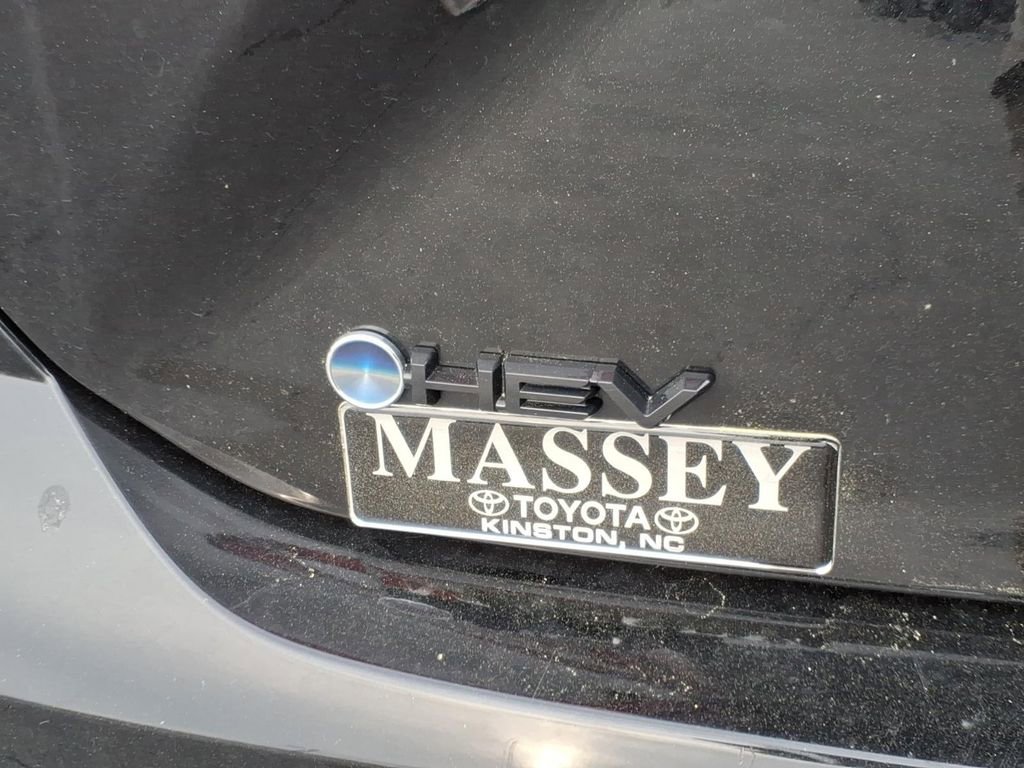 HEV
MASSEY
TOYOTA
KINSTON, NC